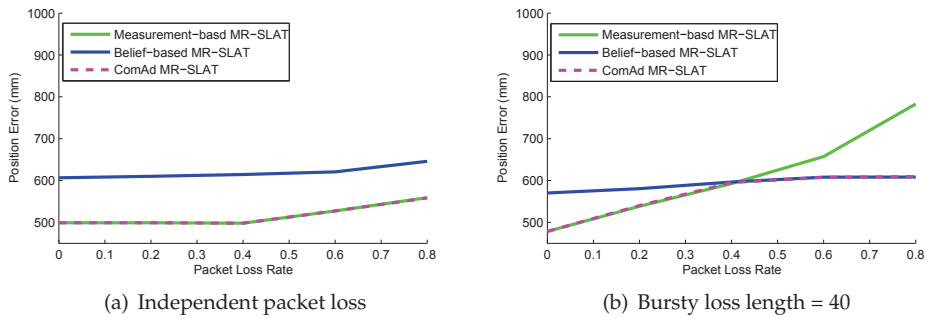 1000
900
800
700
600
500
Position Error (mm)
Measurement−basd MR−SLAT
Belief−based MR−SLAT
ComAd MR−SLAT
0 0.1 0.2 0.3 0.4 0.5 0.6 0.7 0.8
Packet Loss Rate
(a) Independent packet loss
1000
900
800
700
600
500
Position Error (mm)
Measurement−basd MR−SLAT
Belief−based MR−SLAT
ComAd MR−SLAT
0 0.1 0.2 0.3 0.4 0.5 0.6 0.7 0.8
Packet Loss Rate
(b) Bursty loss length = 40